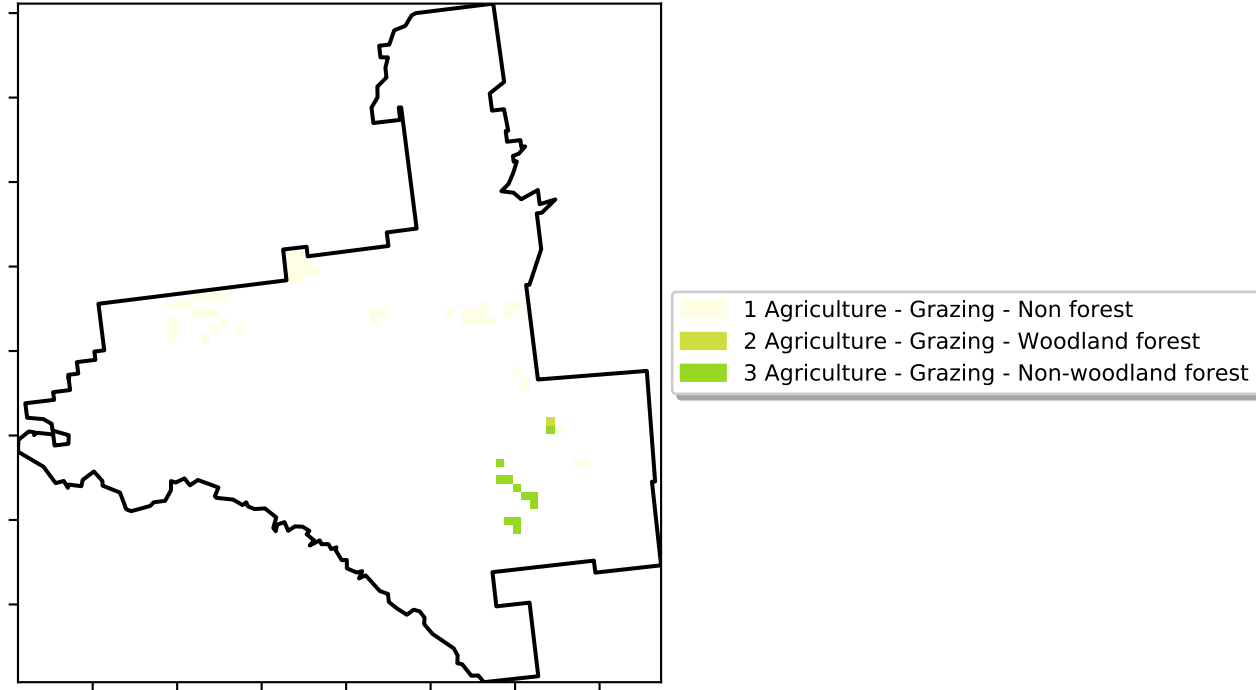 1 Agriculture - Grazing - Non forest
2 Agriculture - Grazing - Woodland forest
3 Agriculture - Grazing - Non-woodland forest